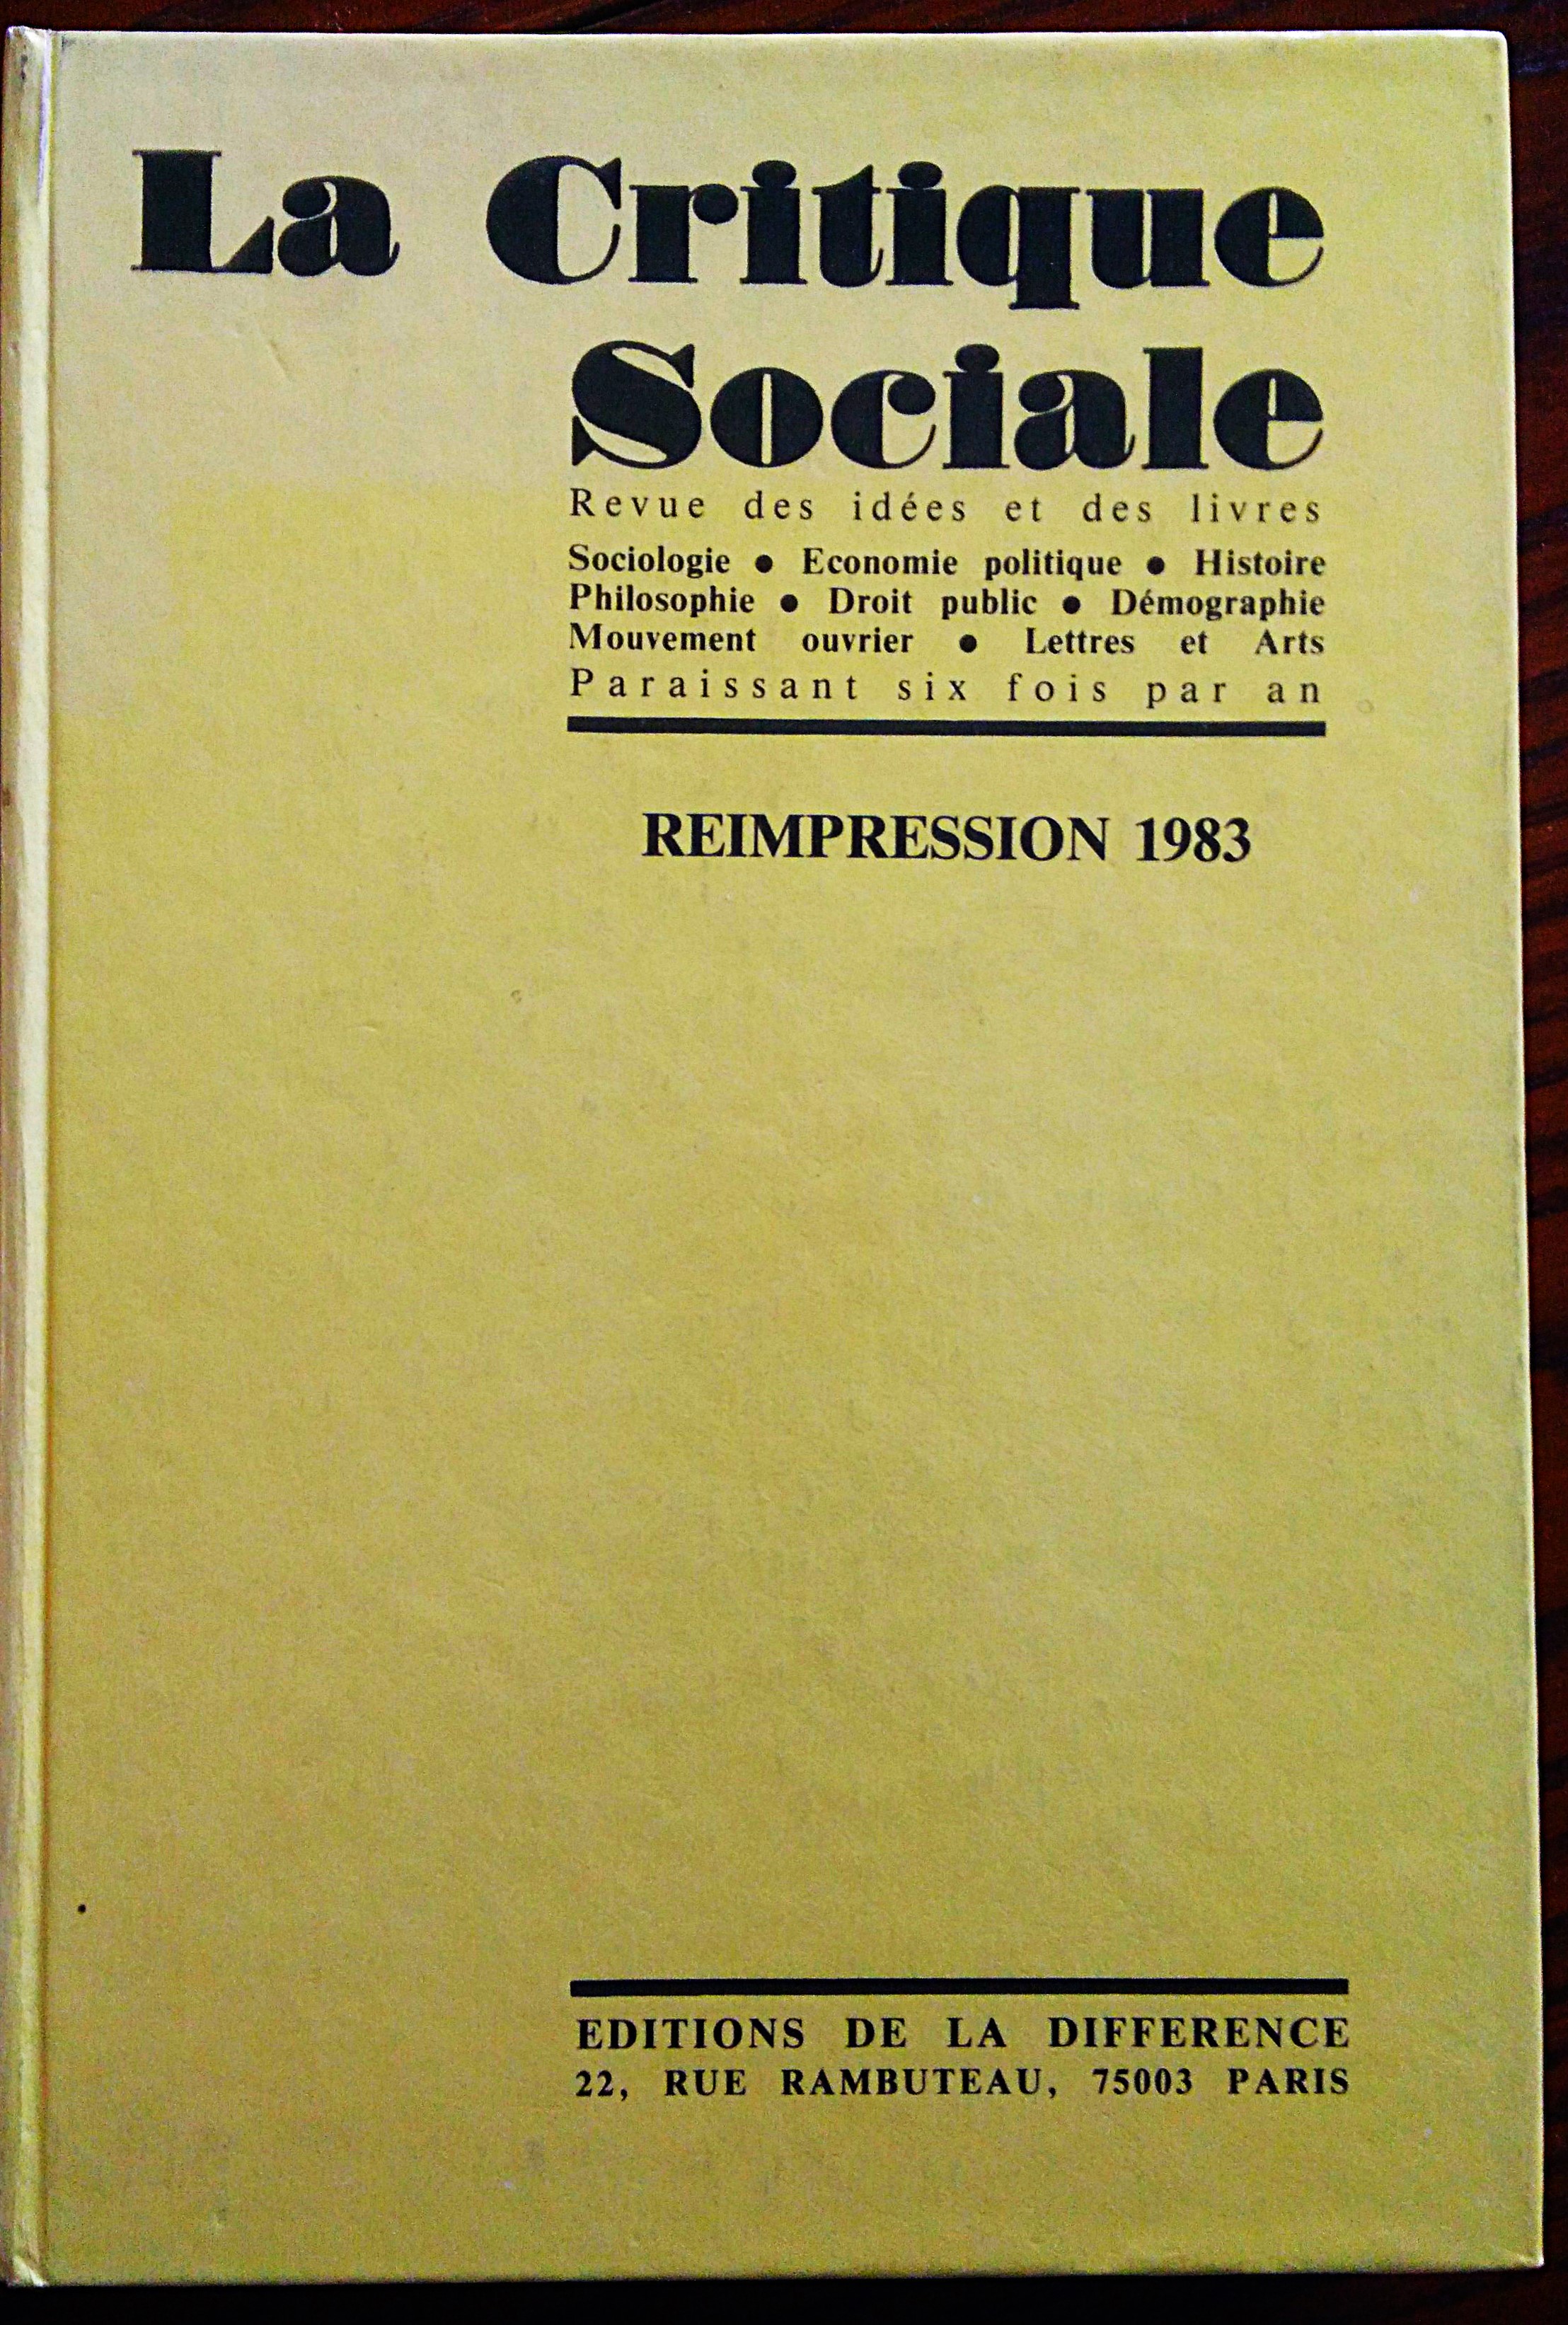 La Critique
Sociale
Revue des idées et des livres
Sociologie ● Economie politique ● Histoire
Philosophie ● Droit public ● Démographie
Mouvement ouvrier ● Lettres et Arts
Paraissant six fois par an
REIMPRESSION 1983
EDITIONS DE LA DIFFERENCE
22, RUE RAMBUTEAU, 75003 PARIS